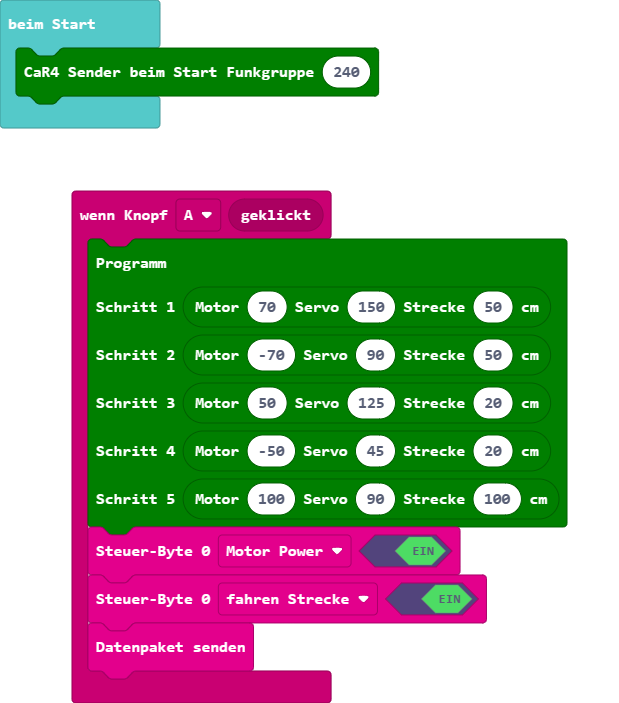 beim Start
CaR4 Sender beim Start Funkgruppe 240
wenn Knopf A geklickt
Programm
Schritt 1 Motor 70 Servo 150 Strecke 50 cm
Schritt 2 Motor -70 Servo 90 Strecke 50 cm
Schritt 3 Motor 50 Servo 125 Strecke 20 cm
Schritt 4 Motor -50 Servo 45 Strecke 20 cm
Schritt 5 Motor 100 Servo 90 Strecke 100 cm
Steuer-Byte 0 Motor Power EIN
Steuer-Byte 0 fahren Strecke EIN
Datenpaket senden